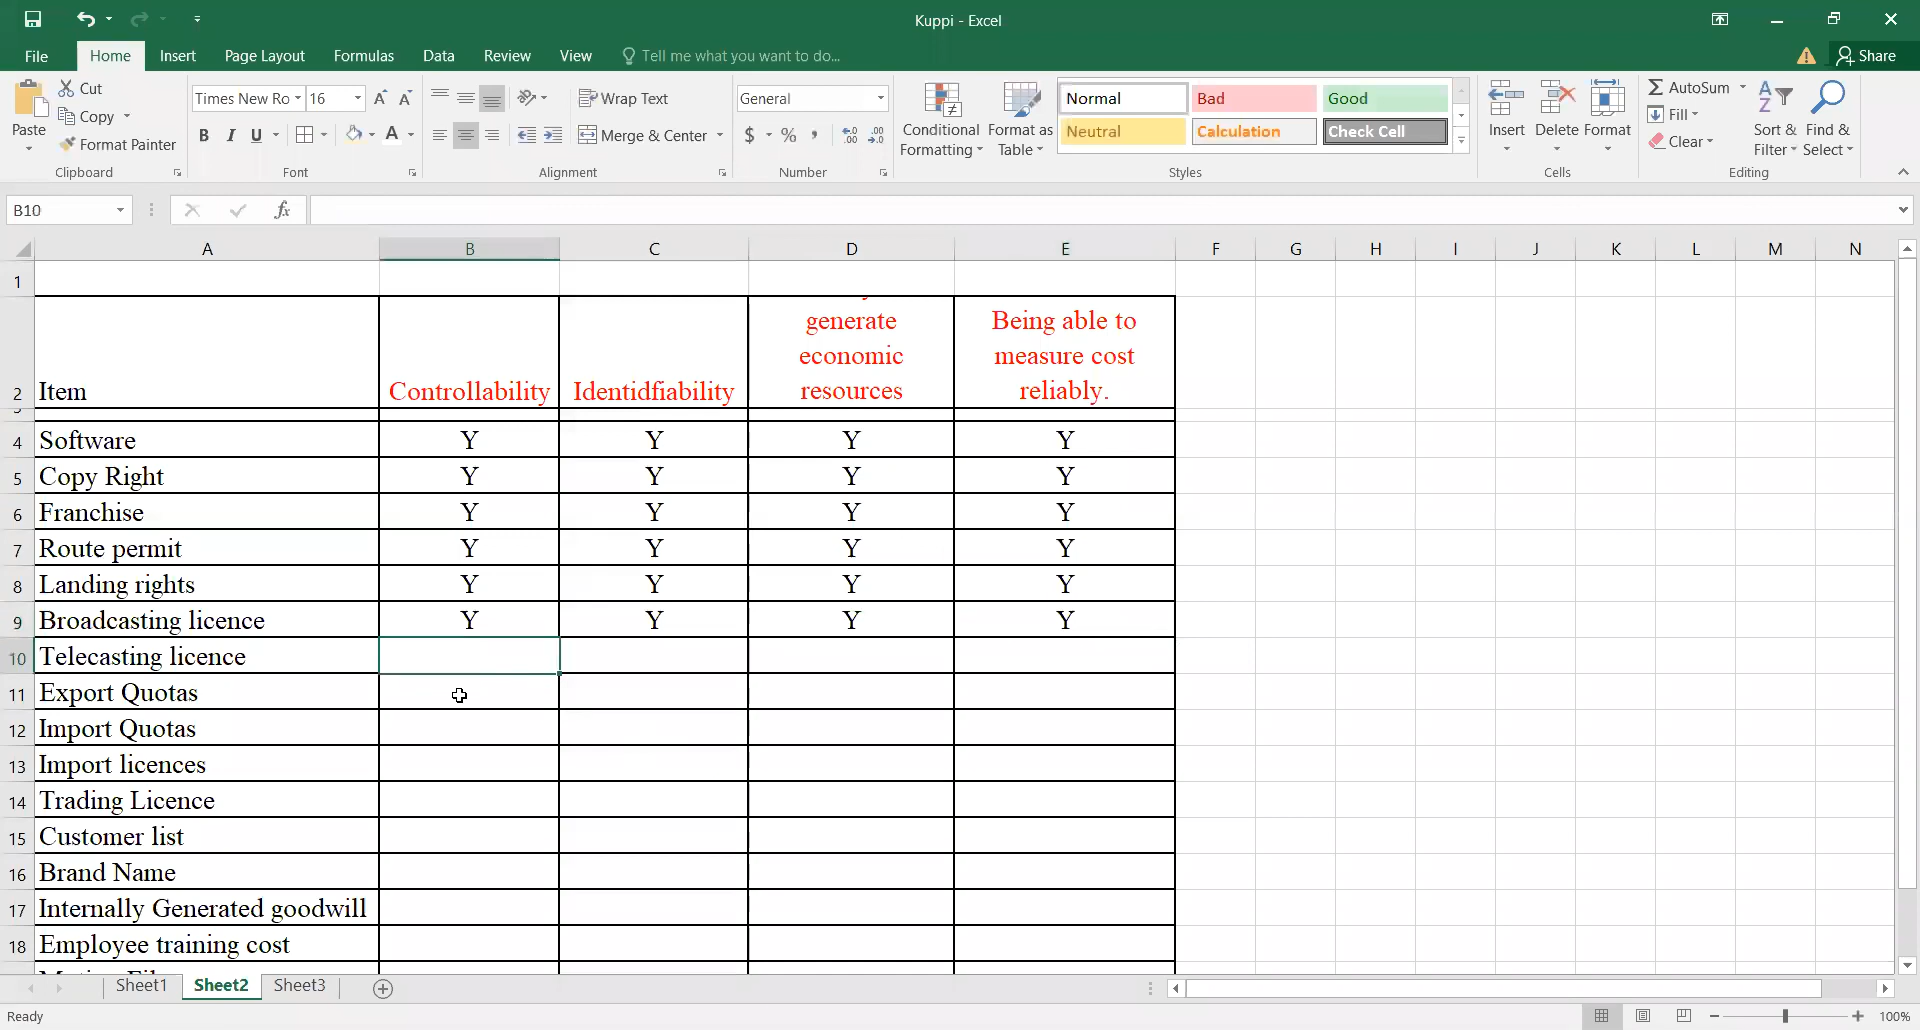 Kuppi - Excel
File Home Insert Page Layout Formulas Data Review View Tell me what you want to do... Share
Paste Cut Copy Format Painter Clipboard
Times New Ro 16 B I U A Font
Wrap Text Merge & Center Alignment
General $ % , Number
Conditional Formatting Format as Table
Normal Bad Good
Neutral Calculation Check Cell
Styles
Insert Delete Format Cells
AutoSum Fill Clear Sort & Filter Find & Select Editing
B10 fx
A B C D E F G H I J K L M N
1
2 Item Controllability Identidfiability generate economic resources Being able to measure cost reliably.
4 Software Y Y Y Y
5 Copy Right Y Y Y Y
6 Franchise Y Y Y Y
7 Route permit Y Y Y Y
8 Landing rights Y Y Y Y
9 Broadcasting licence Y Y Y Y
10 Telecasting licence
11 Export Quotas
12 Import Quotas
13 Import licences
14 Trading Licence
15 Customer list
16 Brand Name
17 Internally Generated goodwill
18 Employee training cost
Sheet1 Sheet2 Sheet3
Ready 100%